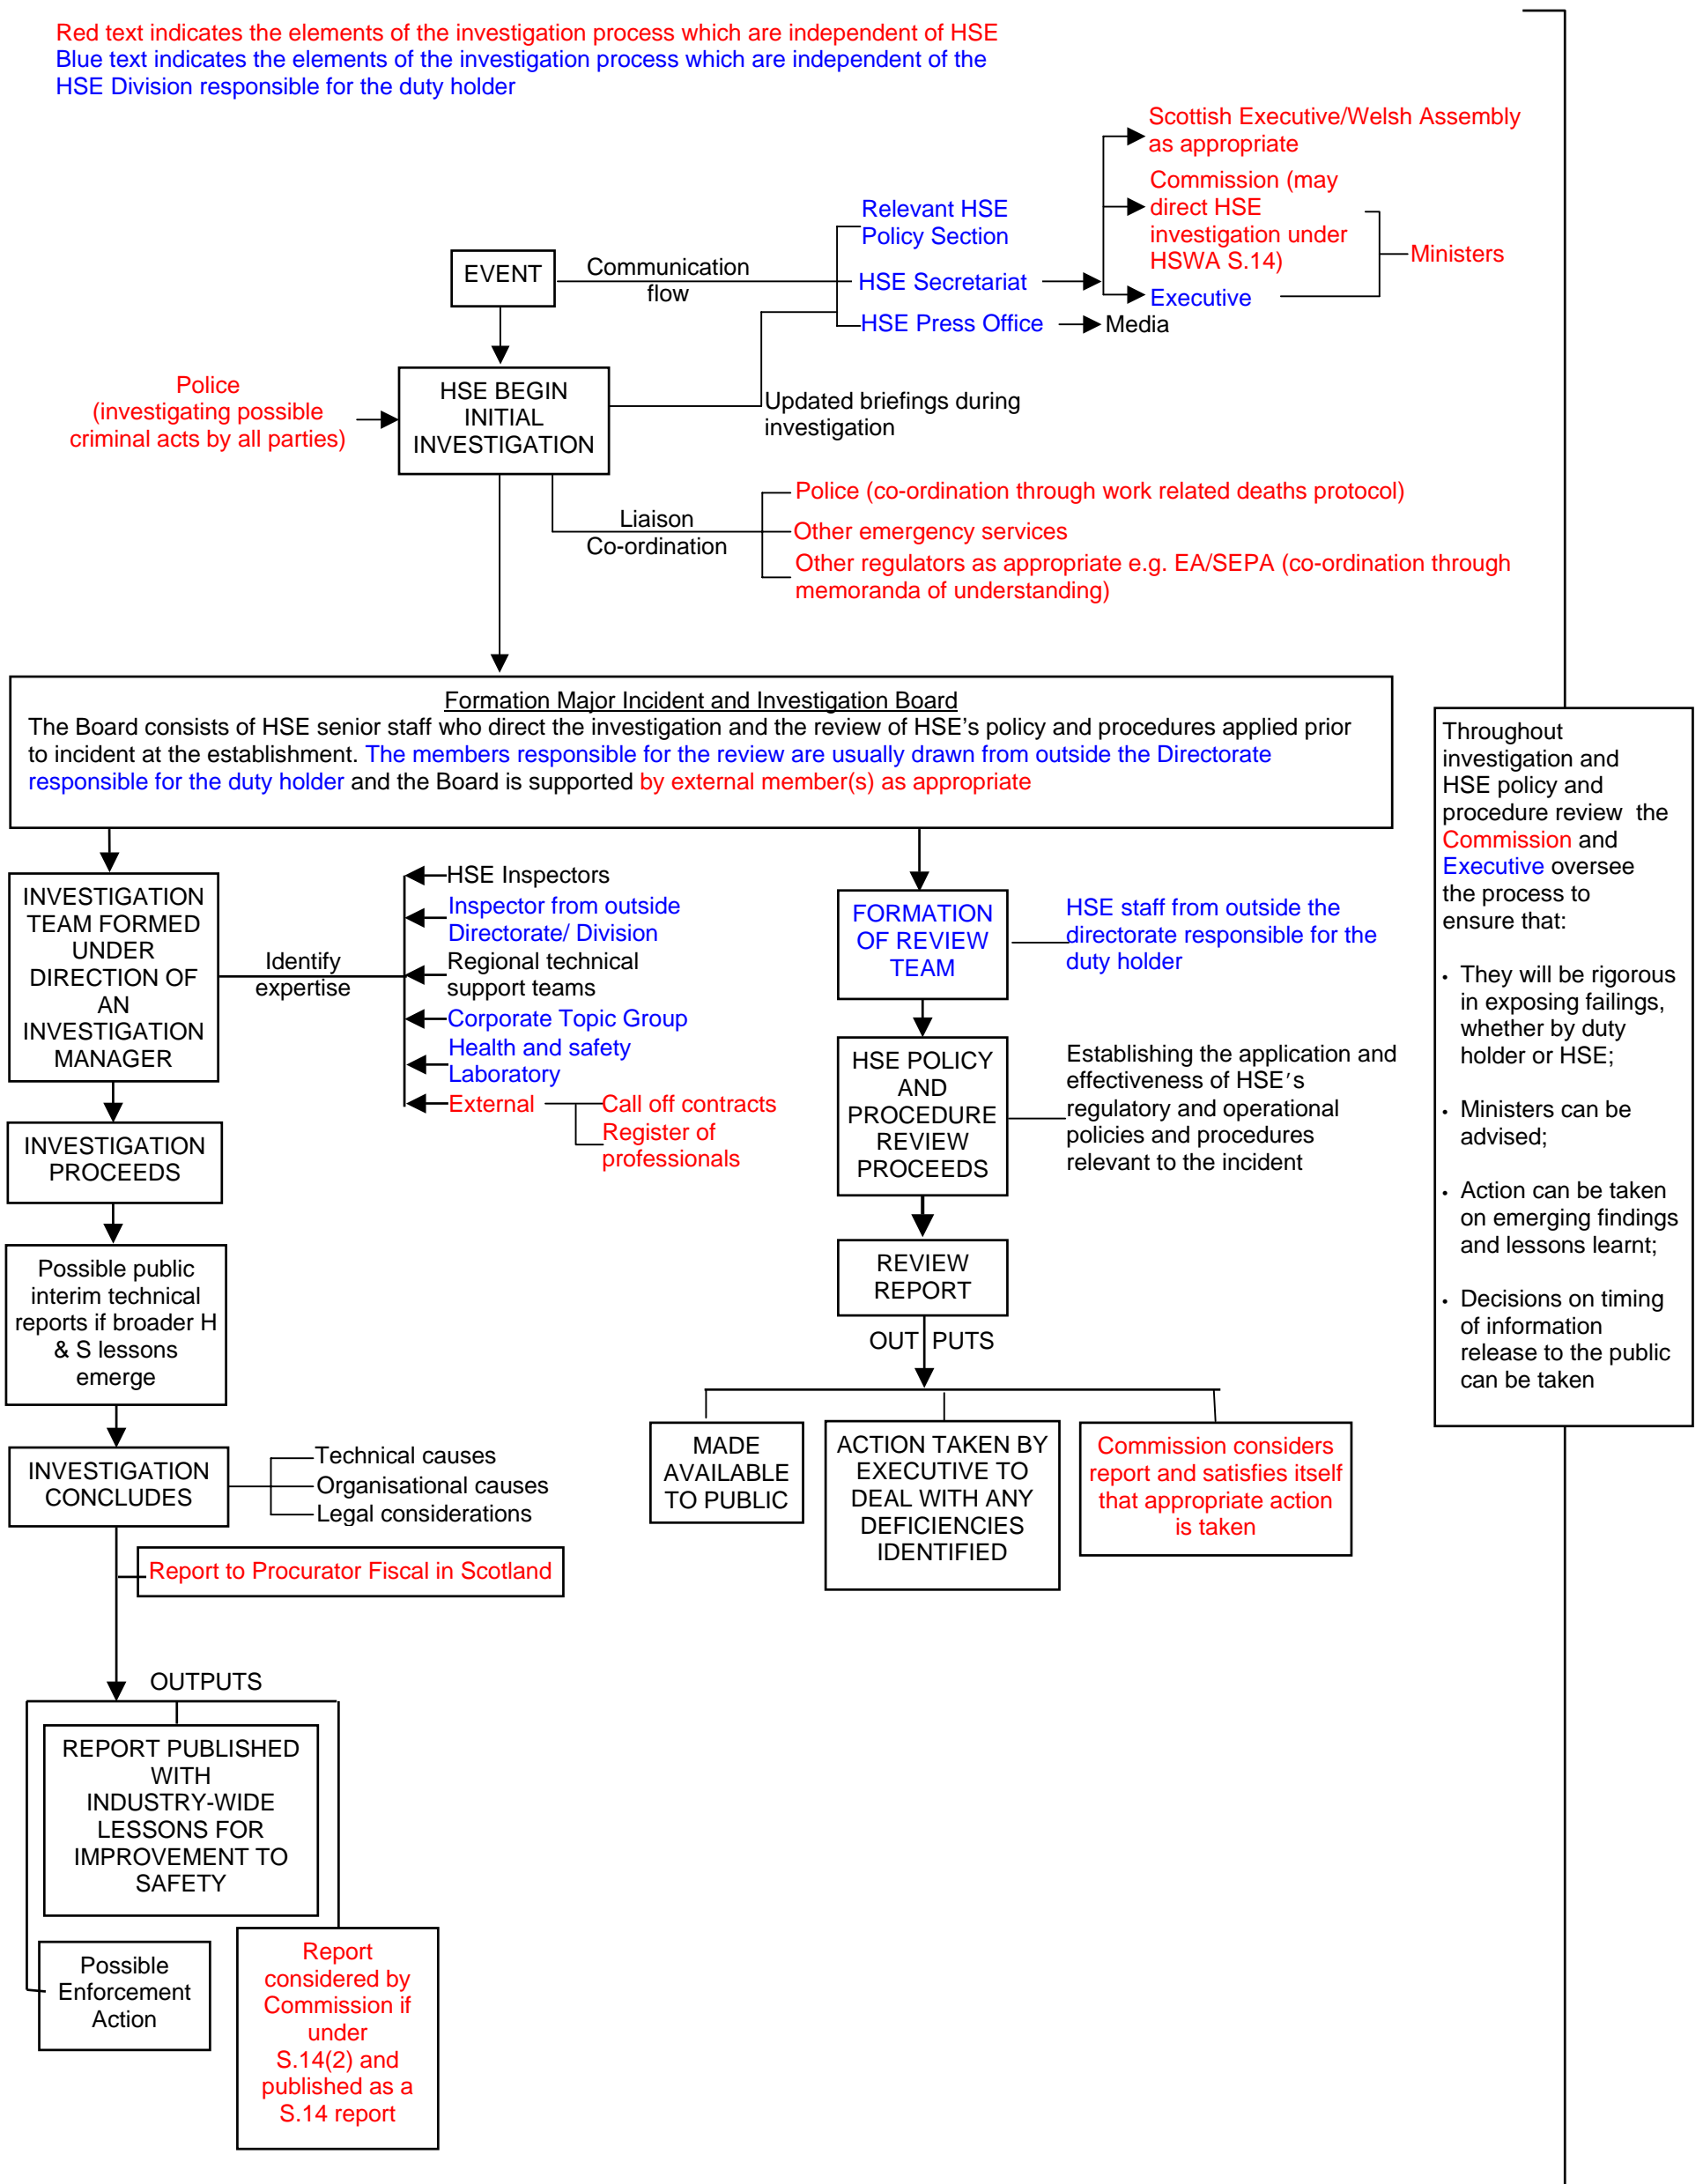 Red text indicates the elements of the investigation process which are independent of HSE
Blue text indicates the elements of the investigation process which are independent of the
HSE Division responsible for the duty holder
Scottish Executive/Welsh Assembly
as appropriate
Commission (may
direct HSE
investigation under
HSWA S.14)
Ministers
Executive
Relevant HSE
Policy Section
HSE Secretariat
HSE Press Office
Media
EVENT
Communication
flow
Police
(investigating possible
criminal acts by all parties)
HSE BEGIN
INITIAL
INVESTIGATION
Updated briefings during
investigation
Liaison
Co-ordination
Police (co-ordination through work related deaths protocol)
Other emergency services
Other regulators as appropriate e.g. EA/SEPA (co-ordination through
memoranda of understanding)
Formation Major Incident and Investigation Board
The Board consists of HSE senior staff who direct the investigation and the review of HSE’s policy and procedures applied prior
to incident at the establishment. The members responsible for the review are usually drawn from outside the Directorate
responsible for the duty holder and the Board is supported by external member(s) as appropriate
INVESTIGATION
TEAM FORMED
UNDER
DIRECTION OF
AN
INVESTIGATION
MANAGER
Identify
expertise
HSE Inspectors
Inspector from outside
Directorate/ Division
Regional technical
support teams
Corporate Topic Group
Health and safety
Laboratory
External
Call off contracts
Register of
professionals
INVESTIGATION
PROCEEDS
Possible public
interim technical
reports if broader H
& S lessons
emerge
INVESTIGATION
CONCLUDES
Technical causes
Organisational causes
Legal considerations
Report to Procurator Fiscal in Scotland
OUTPUTS
REPORT PUBLISHED
WITH
INDUSTRY-WIDE
LESSONS FOR
IMPROVEMENT TO
SAFETY
Possible
Enforcement
Action
Report
considered by
Commission if
under
S.14(2) and
published as a
S.14 report
FORMATION
OF REVIEW
TEAM
HSE staff from outside the
directorate responsible for the
duty holder
HSE POLICY
AND
PROCEDURE
REVIEW
PROCEEDS
Establishing the application and
effectiveness of HSE’s
regulatory and operational
policies and procedures
relevant to the incident
REVIEW
REPORT
OUT PUTS
MADE
AVAILABLE
TO PUBLIC
ACTION TAKEN BY
EXECUTIVE TO
DEAL WITH ANY
DEFICIENCIES
IDENTIFIED
Commission considers
report and satisfies itself
that appropriate action
is taken
Throughout
investigation and
HSE policy and
procedure review the
Commission and
Executive oversee
the process to
ensure that:
• They will be rigorous
in exposing failings,
whether by duty
holder or HSE;
• Ministers can be
advised;
• Action can be taken
on emerging findings
and lessons learnt;
• Decisions on timing
of information
release to the public
can be taken